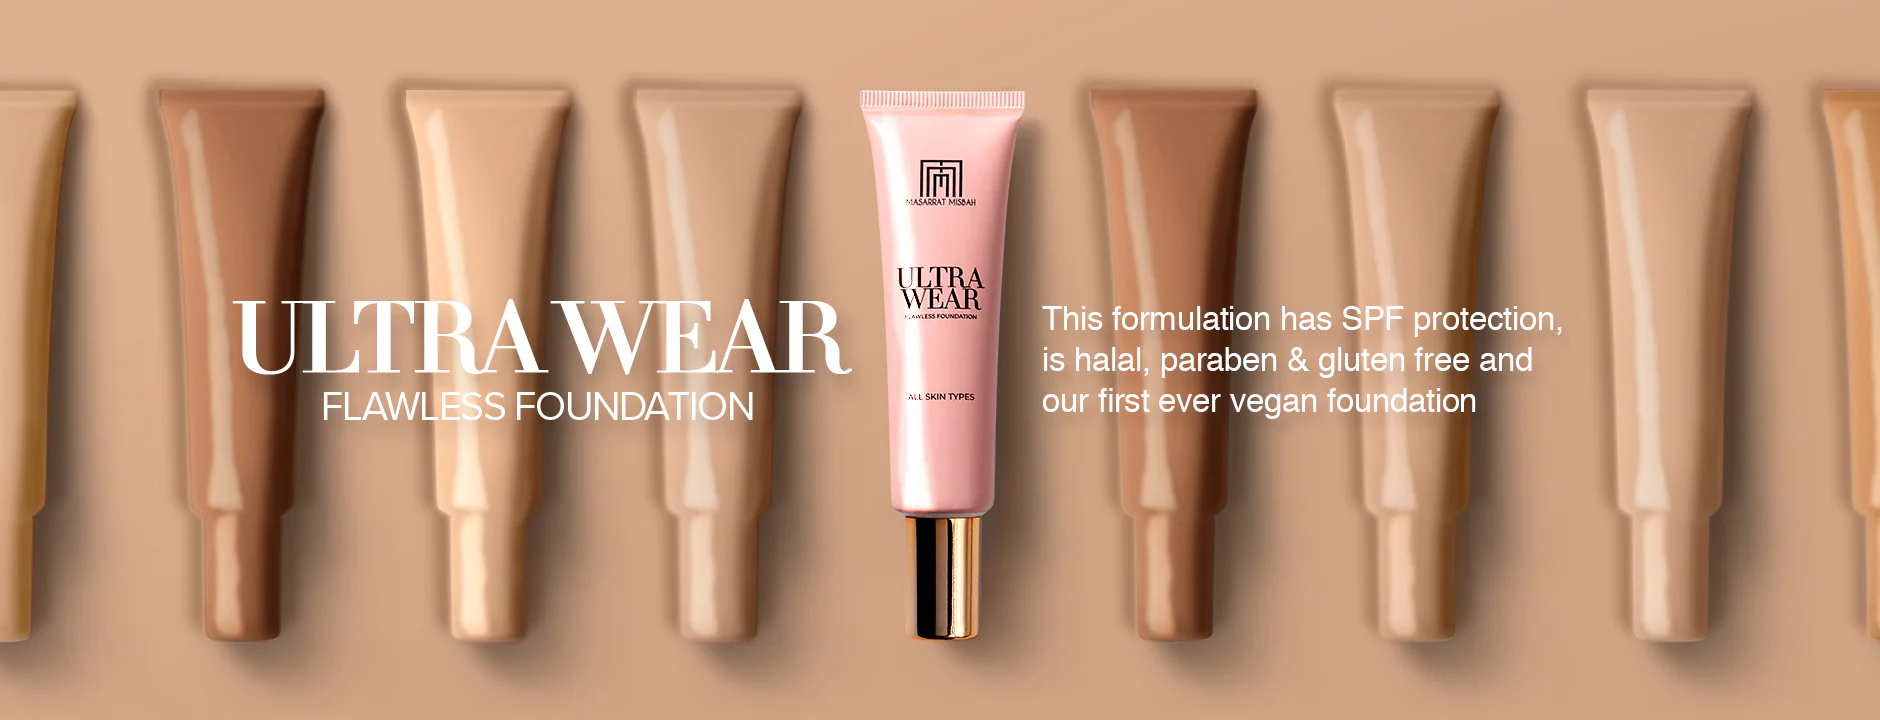 ULTRA WEAR
FLAWLESS FOUNDATION
MASARRAT MISBAH
ULTRA
WEAR
FLAWLESS FOUNDATION
ALL SKIN TYPES
This formulation has SPF protection,
is halal, paraben & gluten free and
our first ever vegan foundation